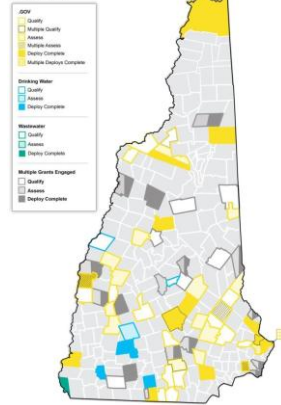 .GOV
Qualify
Multiple Qualify
Assess
Multiple Assess
Deploy Complete
Multiple Deploys Complete
Drinking Water
Qualify
Assess
Deploy Complete
Wastewater
Qualify
Assess
Deploy Complete
Multiple Grants Engaged
Qualify
Assess
Deploy Complete